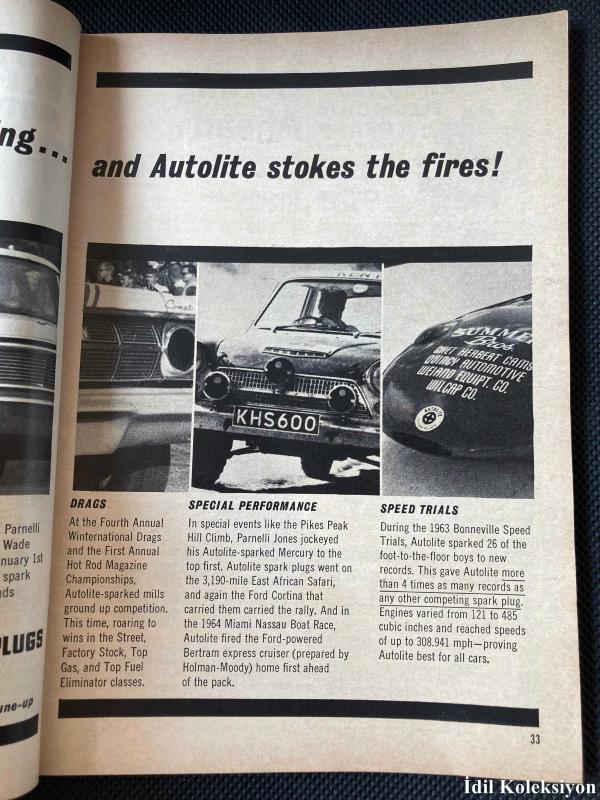 ng...
and Autolite stokes the fires!
Comet
KENY
KHS600
SUMME
Bros.
WALT HERBERT CAMS
QUINCY AUTOMOTIVE
WEIAND EQUIPT. CO.
WILCAP CO.
AUTOLITE
Parnelli
Wade
nuary 1st
spark
nds
PLUGS
une-up
DRAGS
At the Fourth Annual
Winternational Drags
and the First Annual
Hot Rod Magazine
Championships,
Autolite-sparked mills
ground up competition.
This time, roaring to
wins in the Street,
Factory Stock, Top
Gas, and Top Fuel
Eliminator classes.
SPECIAL PERFORMANCE
In special events like the Pikes Peak
Hill Climb, Parnelli Jones jockeyed
his Autolite-sparked Mercury to the
top first. Autolite spark plugs went on
the 3,190-mile East African Safari,
and again the Ford Cortina that
carried them carried the rally. And in
the 1964 Miami Nassau Boat Race,
Autolite fired the Ford-powered
Bertram express cruiser (prepared by
Holman-Moody) home first ahead
of the pack.
SPEED TRIALS
During the 1963 Bonneville Speed
Trials, Autolite sparked 26 of the
foot-to-the-floor boys to new
records. This gave Autolite more
than 4 times as many records as
any other competing spark plug.
Engines varied from 121 to 485
cubic inches and reached speeds
of up to 308.941 mph—proving
Autolite best for all cars.
33
İdil Koleksiyon